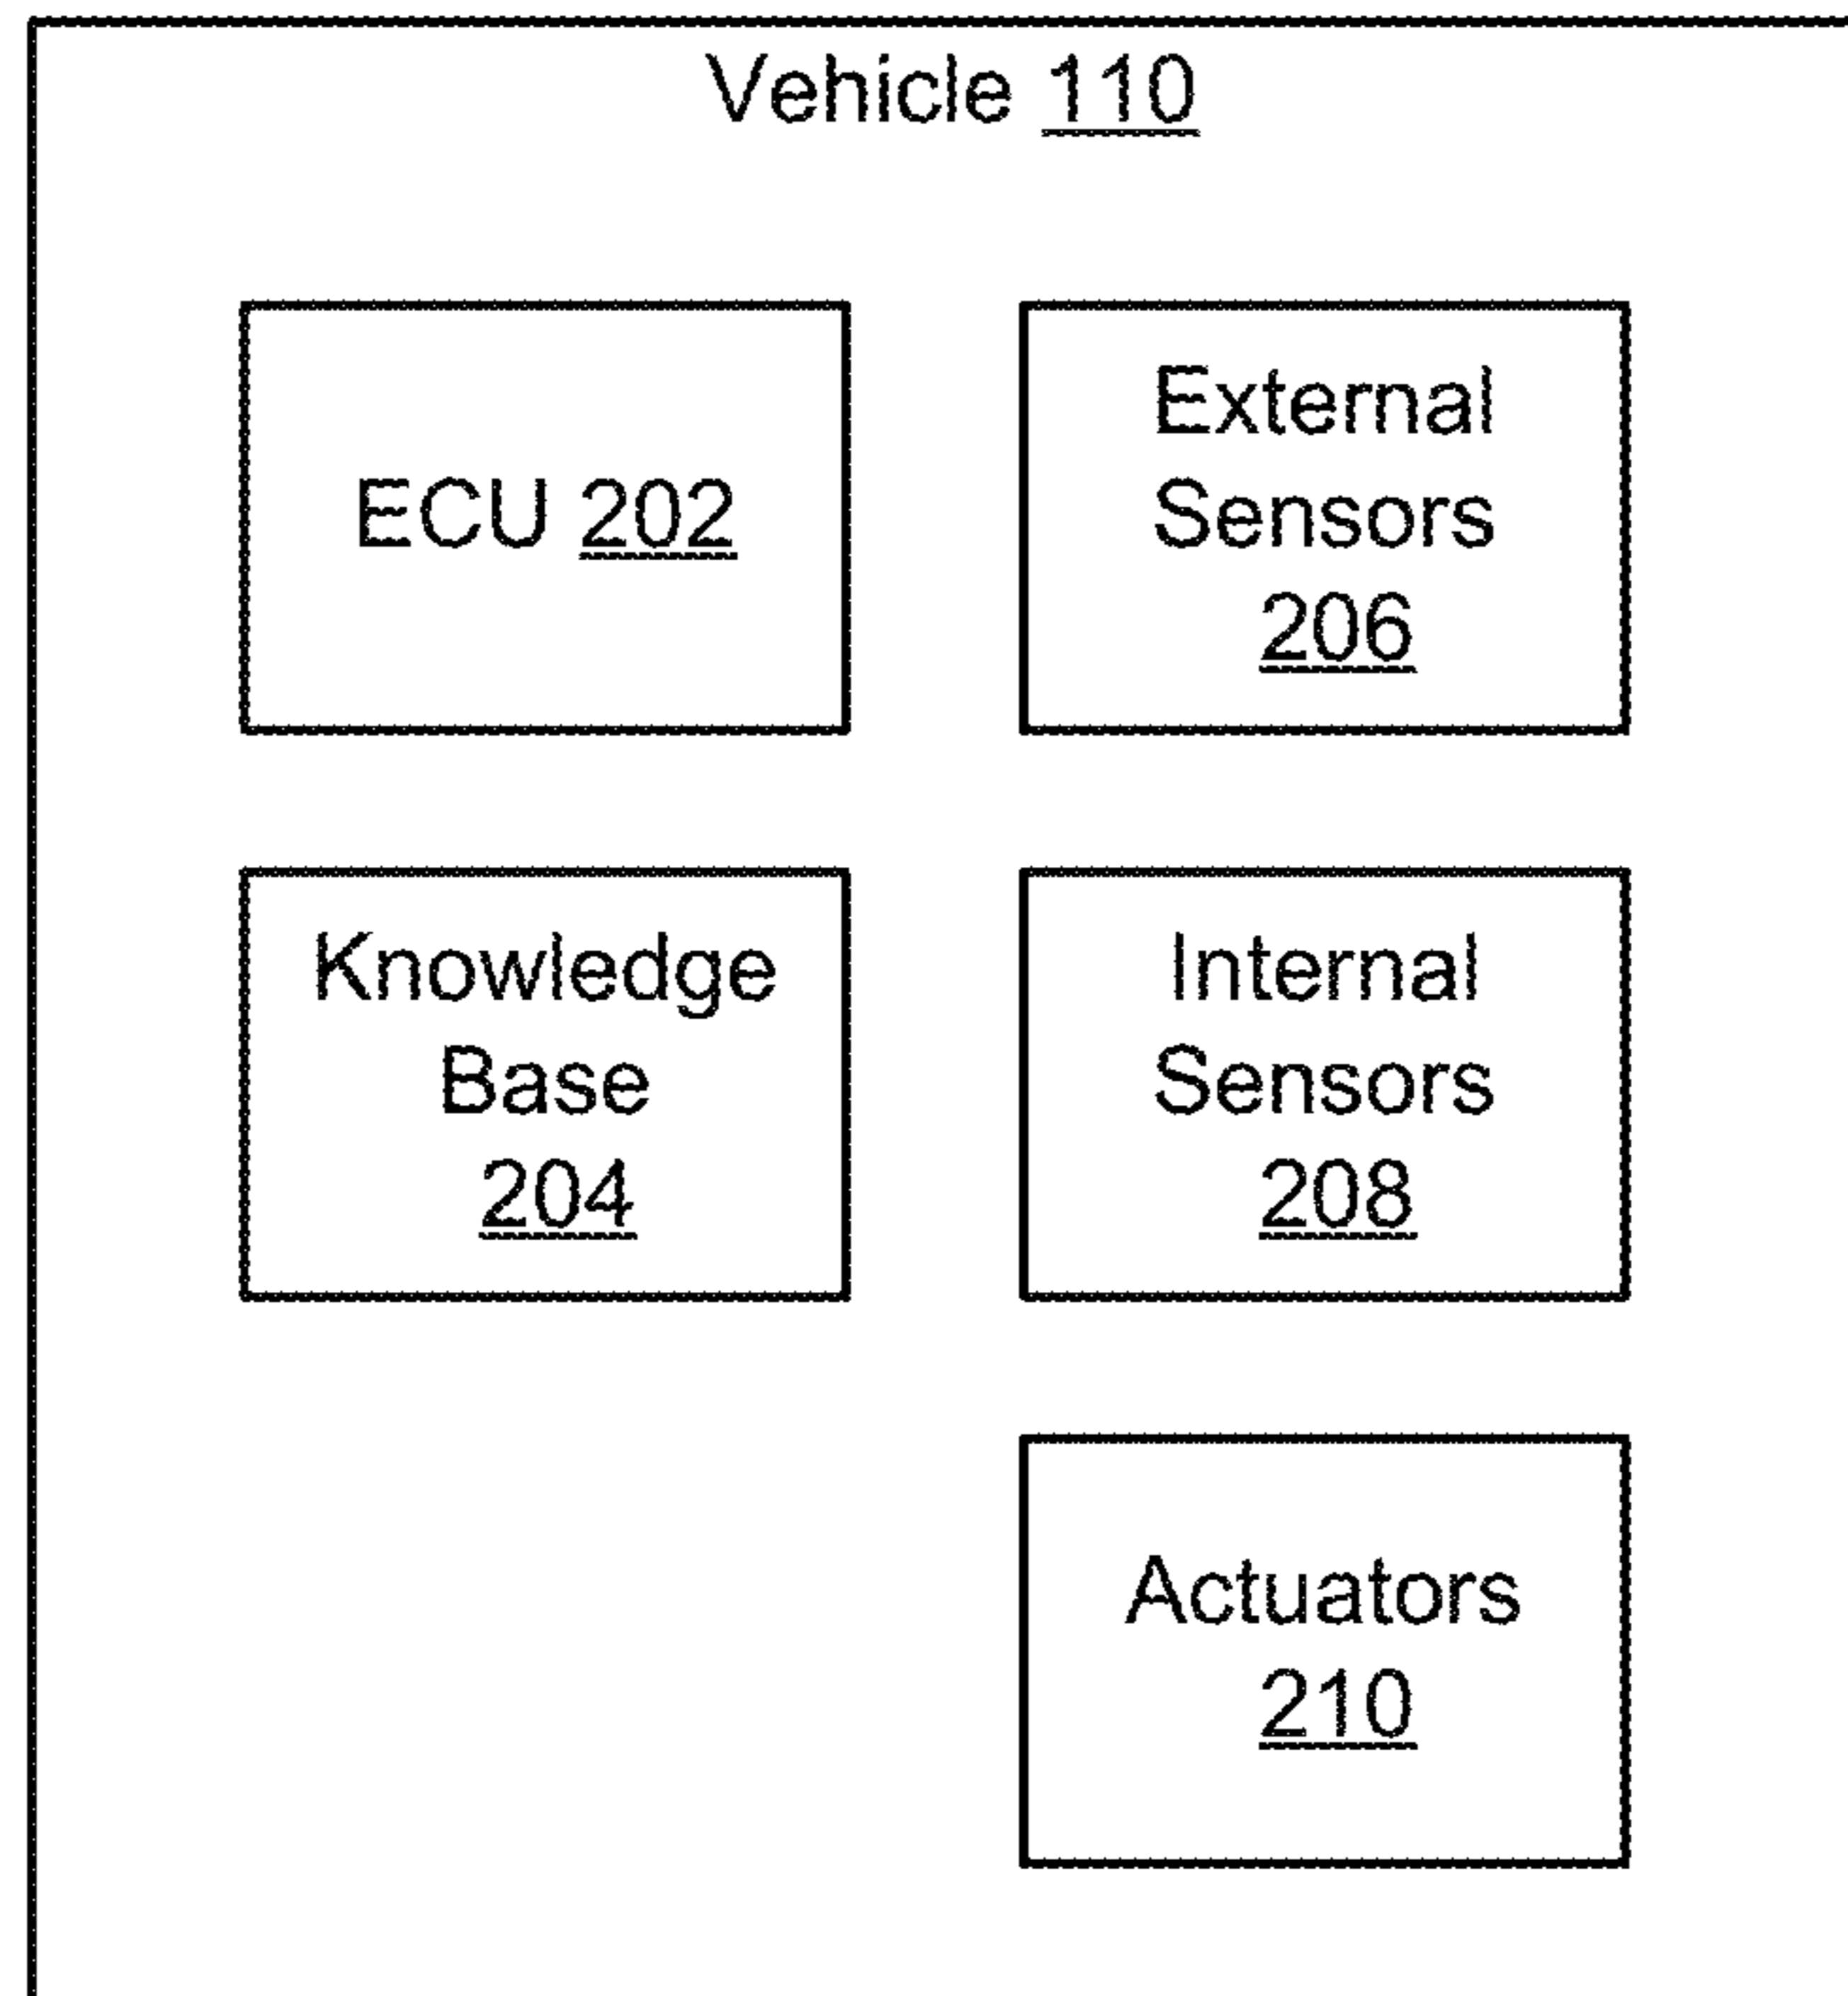 Vehicle 110
ECU 202
External
Sensors
206
Knowledge
Base
204
Internal
Sensors
208
Actuators
210